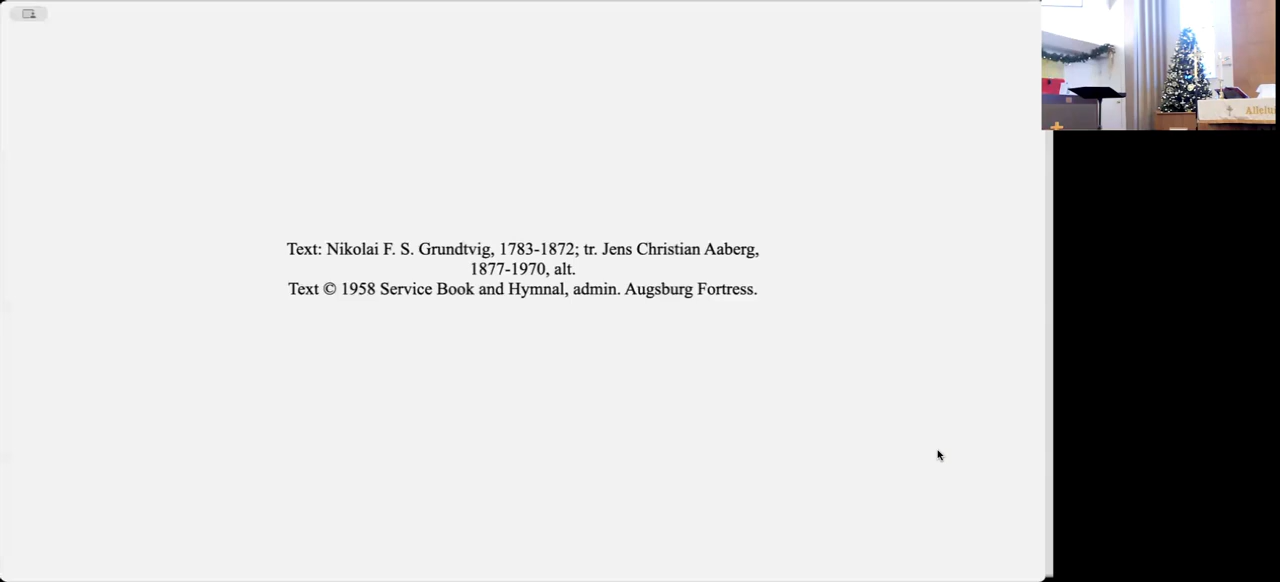 Text: Nikolai F. S. Grundtvig, 1783-1872; tr. Jens Christian Aaberg,
1877-1970, alt.
Text © 1958 Service Book and Hymnal, admin. Augsburg Fortress.
Allelu